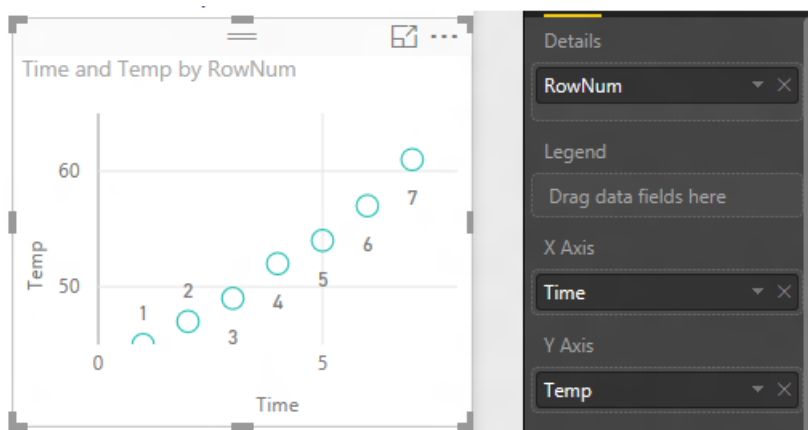 Time and Temp by RowNum
60
50
Temp
1
2
3
4
5
6
7
0
5
Time
Details
RowNum
Legend
Drag data fields here
X Axis
Time
Y Axis
Temp